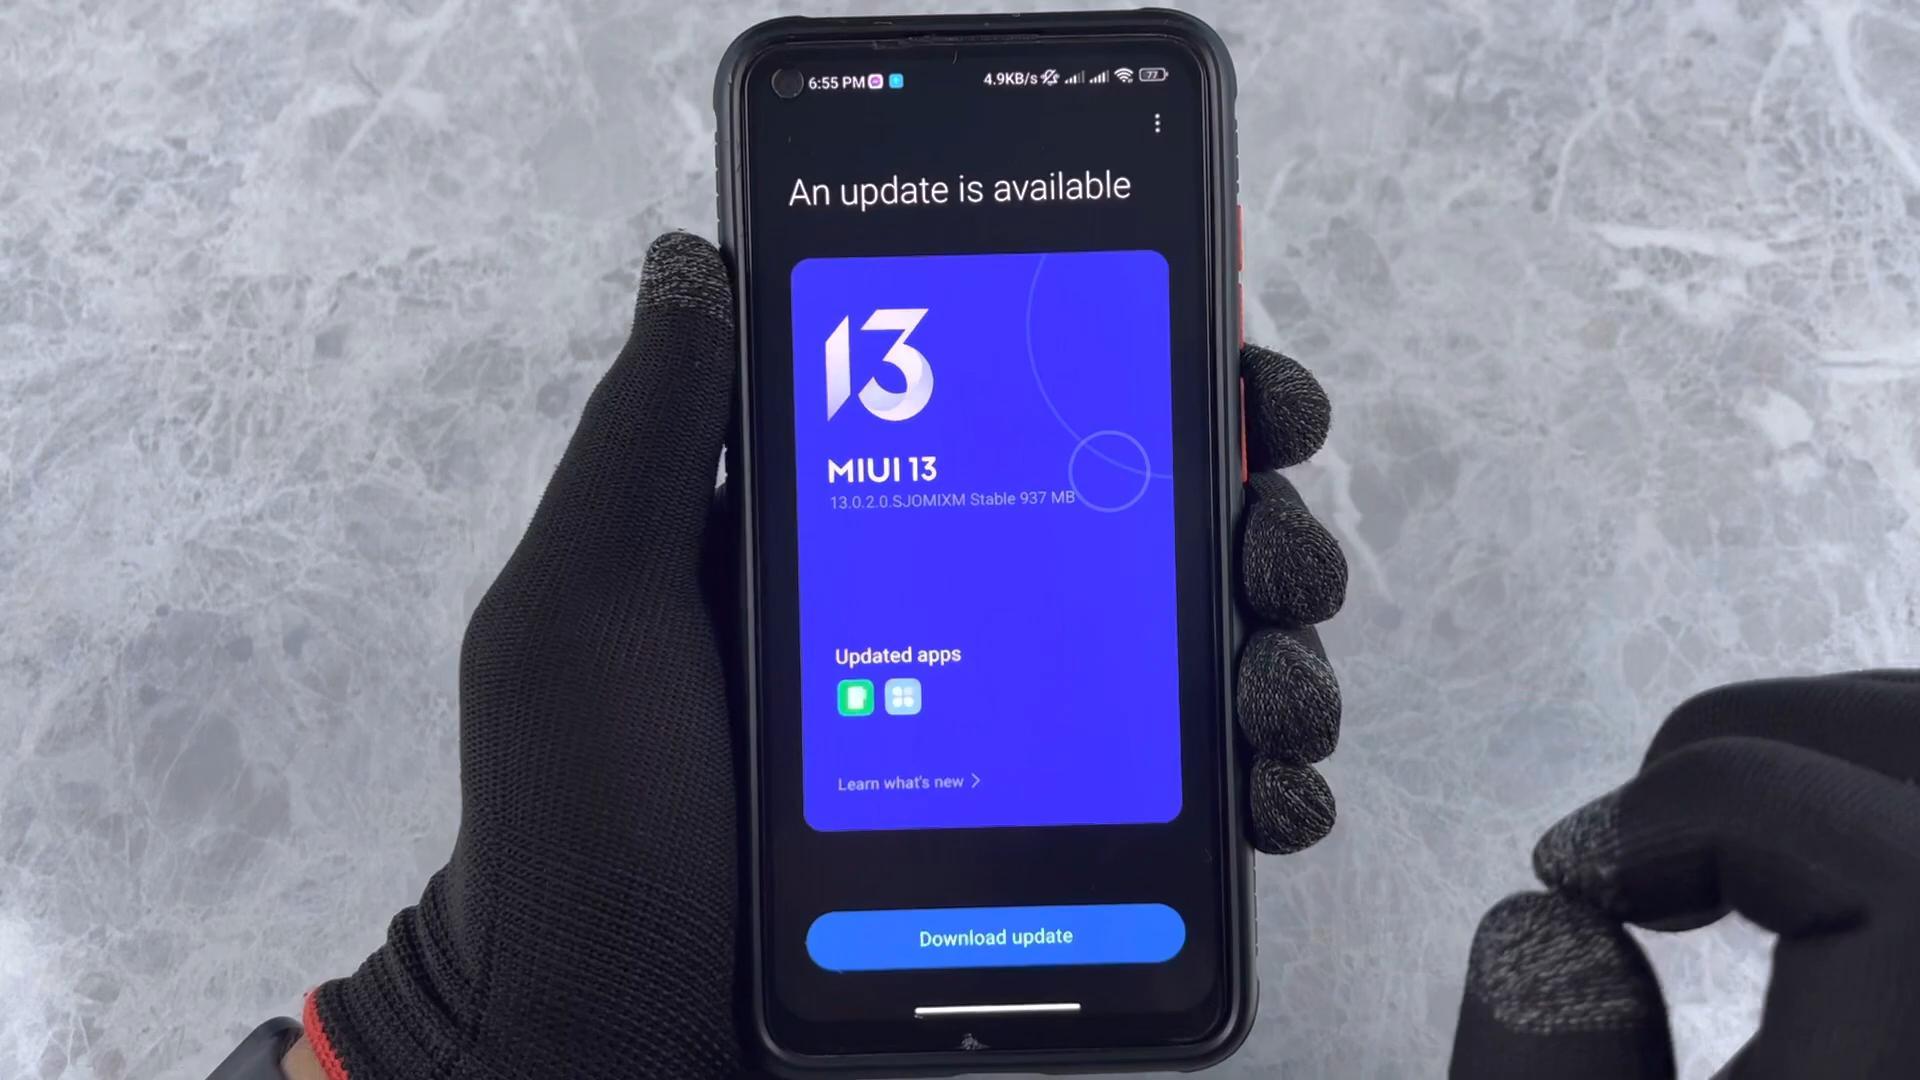 6:55 PM 4.9KB/s 77
An update is available
13
MIUI 13
13.0.2.0.SJOMIXM Stable 937 MB
Updated apps
Learn what's new >
Download update